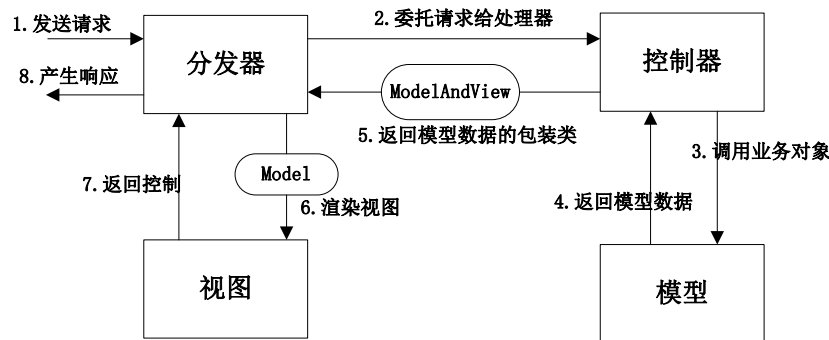 1.发送请求
2.委托请求给处理器
分发器
控制器
8.产生响应
ModelAndView
5.返回模型数据的包装类
3.调用业务对象
7.返回控制
Model
4.返回模型数据
6.渲染视图
视图
模型